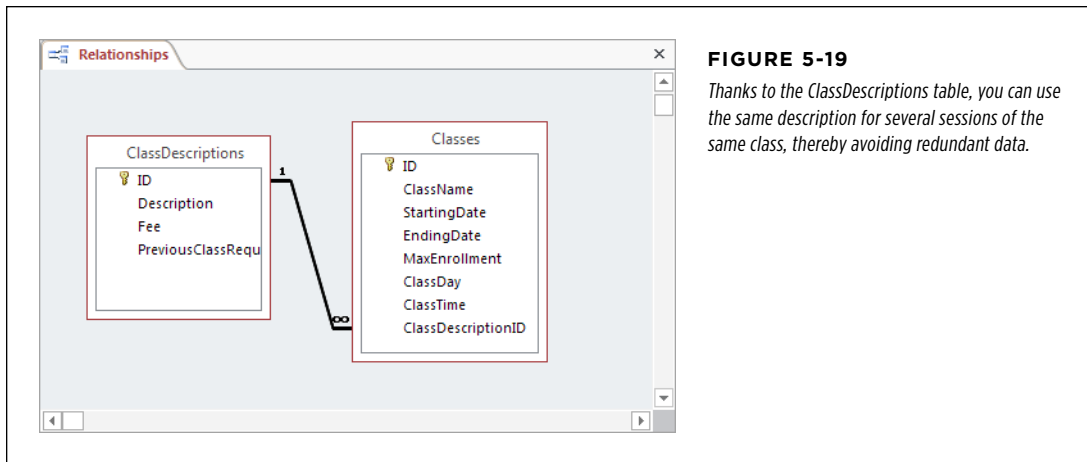 Relationships
ClassDescriptions
ID
Description
Fee
PreviousClassRequ
1
∞
Classes
ID
ClassName
StartingDate
EndingDate
MaxEnrollment
ClassDay
ClassTime
ClassDescriptionID
FIGURE 5-19
Thanks to the ClassDescriptions table, you can use
the same description for several sessions of the
same class, thereby avoiding redundant data.